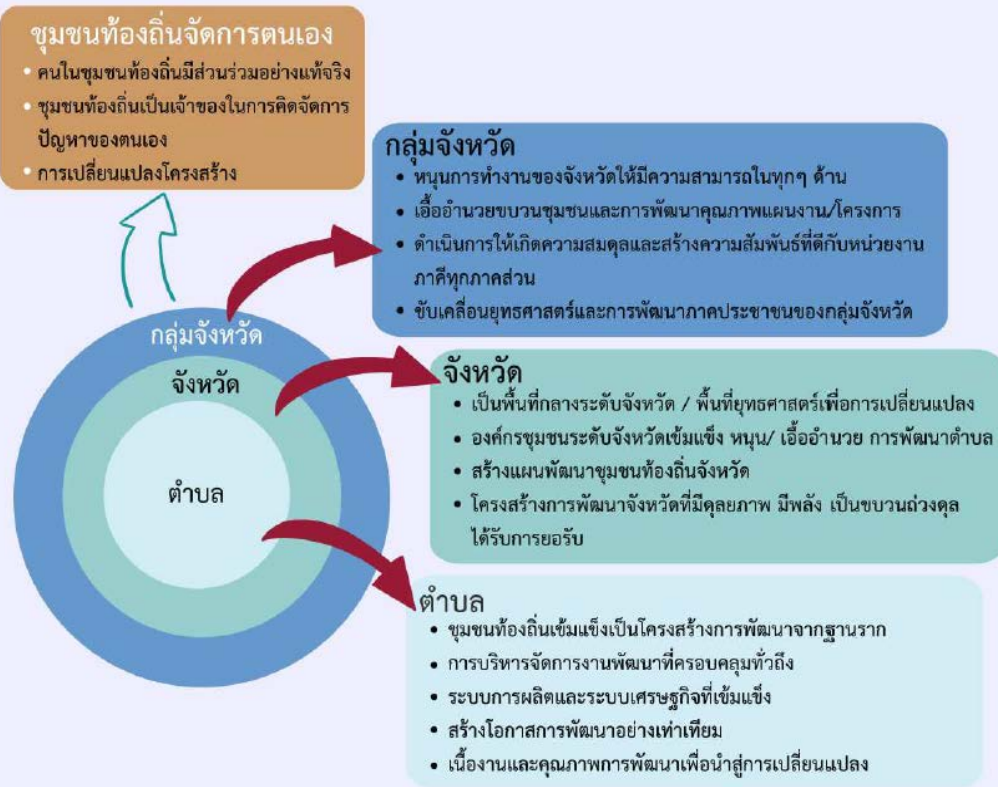 ชุมชนท้องถิ่นจัดการตนเอง
• คนในชุมชนท้องถิ่นมีส่วนร่วมอย่างแท้จริง
• ชุมชนท้องถิ่นเป็นเจ้าของในการคิดจัดการ
ปัญหาของตนเอง
• การเปลี่ยนแปลงโครงสร้าง
กลุ่มจังหวัด
• หนุนการทำงานของจังหวัดให้มีความสามารถในทุกๆ ด้าน
• เอื้ออำนวยขบวนชุมชนและการพัฒนาคุณภาพแผนงาน/โครงการ
• ดำเนินการให้เกิดความสมดุลและสร้างความสัมพันธ์ที่ดีกับหน่วยงาน
ภาคีทุกภาคส่วน
• ขับเคลื่อนยุทธศาสตร์และการพัฒนาภาคประชาชนของกลุ่มจังหวัด
กลุ่มจังหวัด
จังหวัด
ตำบล
จังหวัด
• เป็นพื้นที่กลางระดับจังหวัด / พื้นที่ยุทธศาสตร์เพื่อการเปลี่ยนแปลง
• องค์กรชุมชนระดับจังหวัดเข้มแข็ง หนุน/ เอื้ออำนวย การพัฒนาตำบล
• สร้างแผนพัฒนาชุมชนท้องถิ่นจังหวัด
• โครงสร้างการพัฒนาจังหวัดที่มีดุลยภาพ มีพลัง เป็นขบวนถ่วงดุล
ได้รับการยอรับ
ตำบล
• ชุมชนท้องถิ่นเข้มแข็งเป็นโครงสร้างการพัฒนาจากฐานราก
• การบริหารจัดการงานพัฒนาที่ครอบคลุมทั่วถึง
• ระบบการผลิตและระบบเศรษฐกิจที่เข้มแข็ง
• สร้างโอกาสการพัฒนาอย่างเท่าเทียม
• เนื้องานและคุณภาพการพัฒนาเพื่อนำสู่การเปลี่ยนแปลง